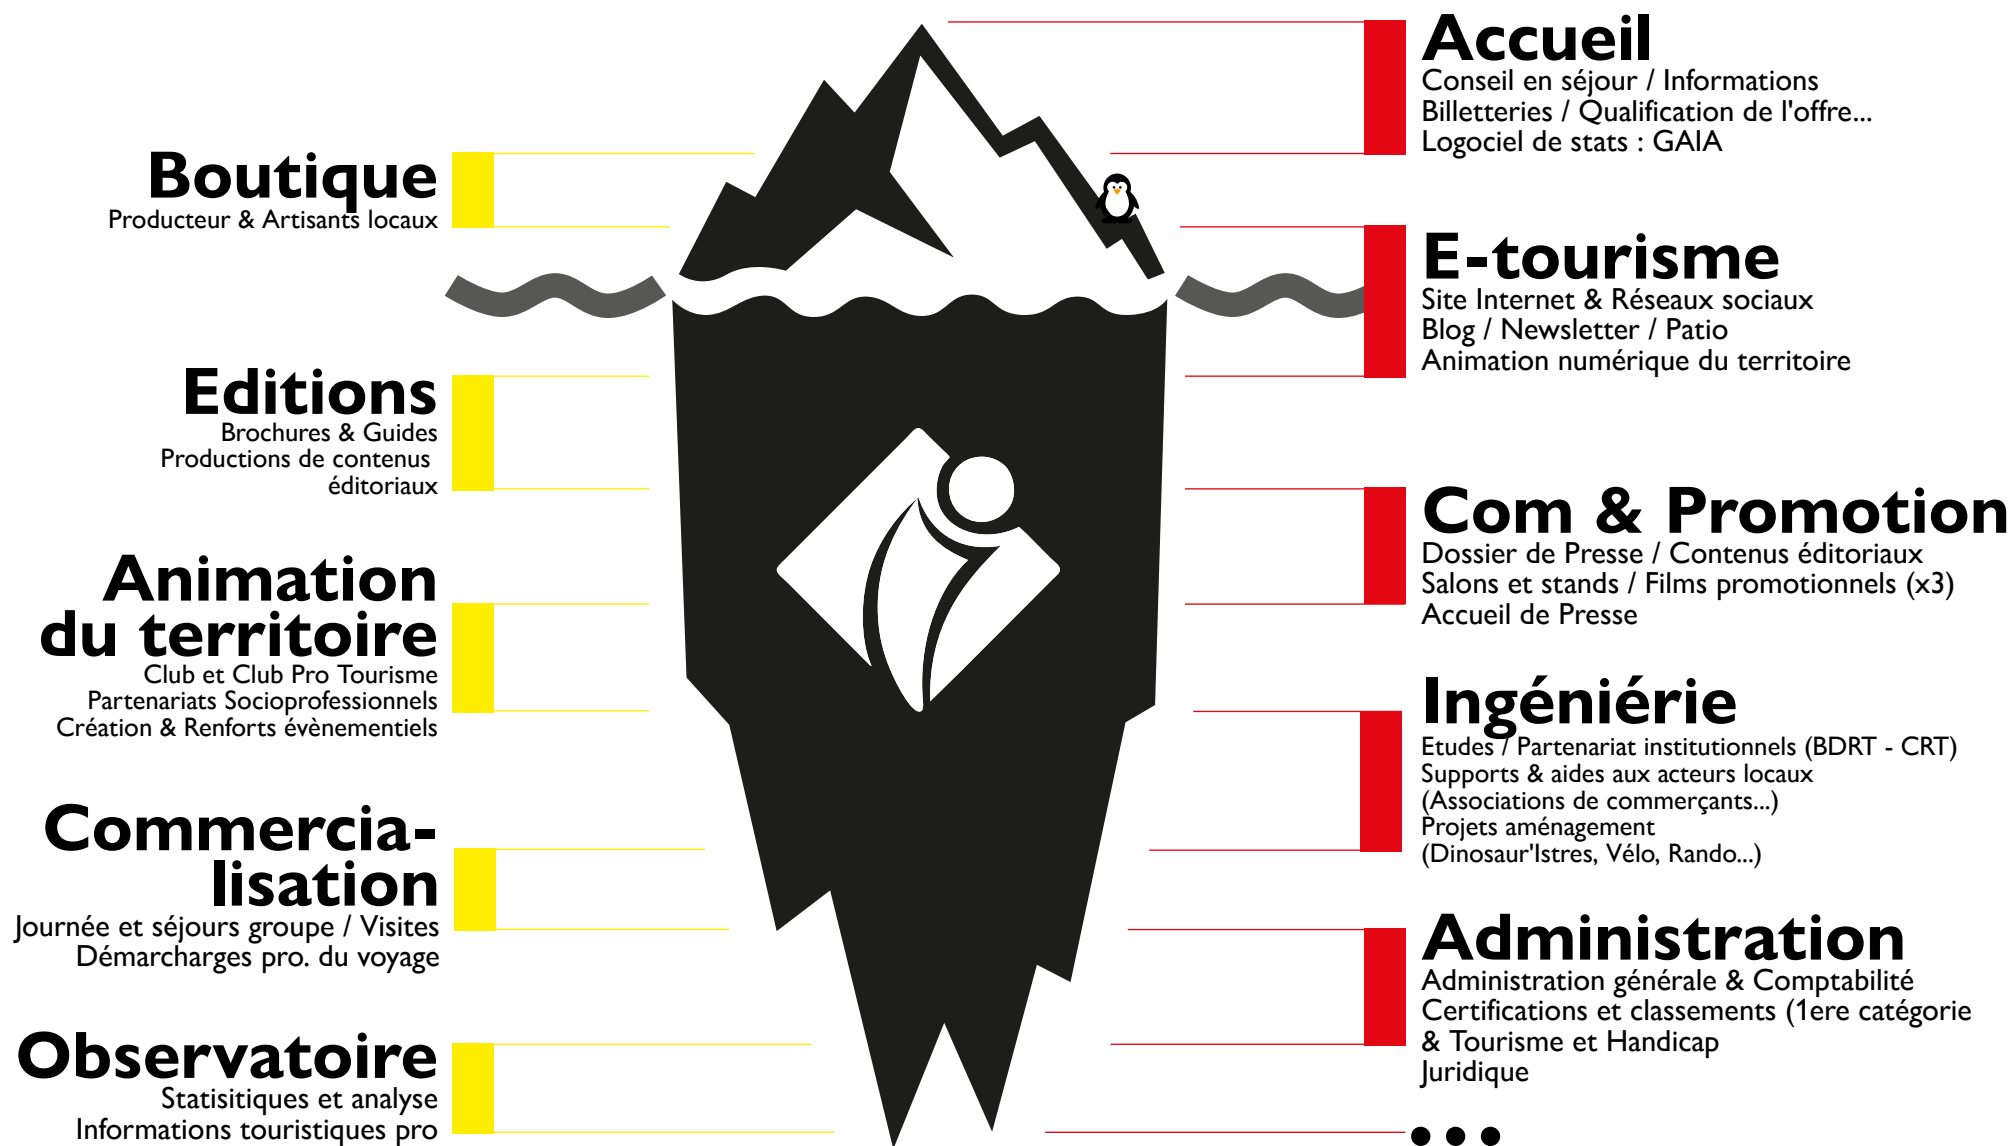 Boutique
Producteur & Artisants locaux
Editions
Brochures & Guides
Productions de contenus
éditoriaux
Animation
du territoire
Club et Club Pro Tourisme
Partenariats Socioprofessionnels
Création & Renforts évènementiels
Commercia-
lisation
Journée et séjours groupe / Visites
Démarcharges pro. du voyage
Observatoire
Statisitiques et analyse
Informations touristiques pro
Accueil
Conseil en séjour / Informations
Billetteries / Qualification de l'offre...
Logociel de stats : GAIA
E-tourisme
Site Internet & Réseaux sociaux
Blog / Newsletter / Patio
Animation numérique du territoire
Com & Promotion
Dossier de Presse / Contenus éditoriaux
Salons et stands / Films promotionnels (x3)
Accueil de Presse
Ingéniérie
Etudes / Partenariat institutionnels (BDRT - CRT)
Supports & aides aux acteurs locaux
(Associations de commerçants...)
Projets aménagement
(Dinosaur'Istres, Vélo, Rando...)
Administration
Administration générale & Comptabilité
Certifications et classements (1ere catégorie
& Tourisme et Handicap
Juridique
...